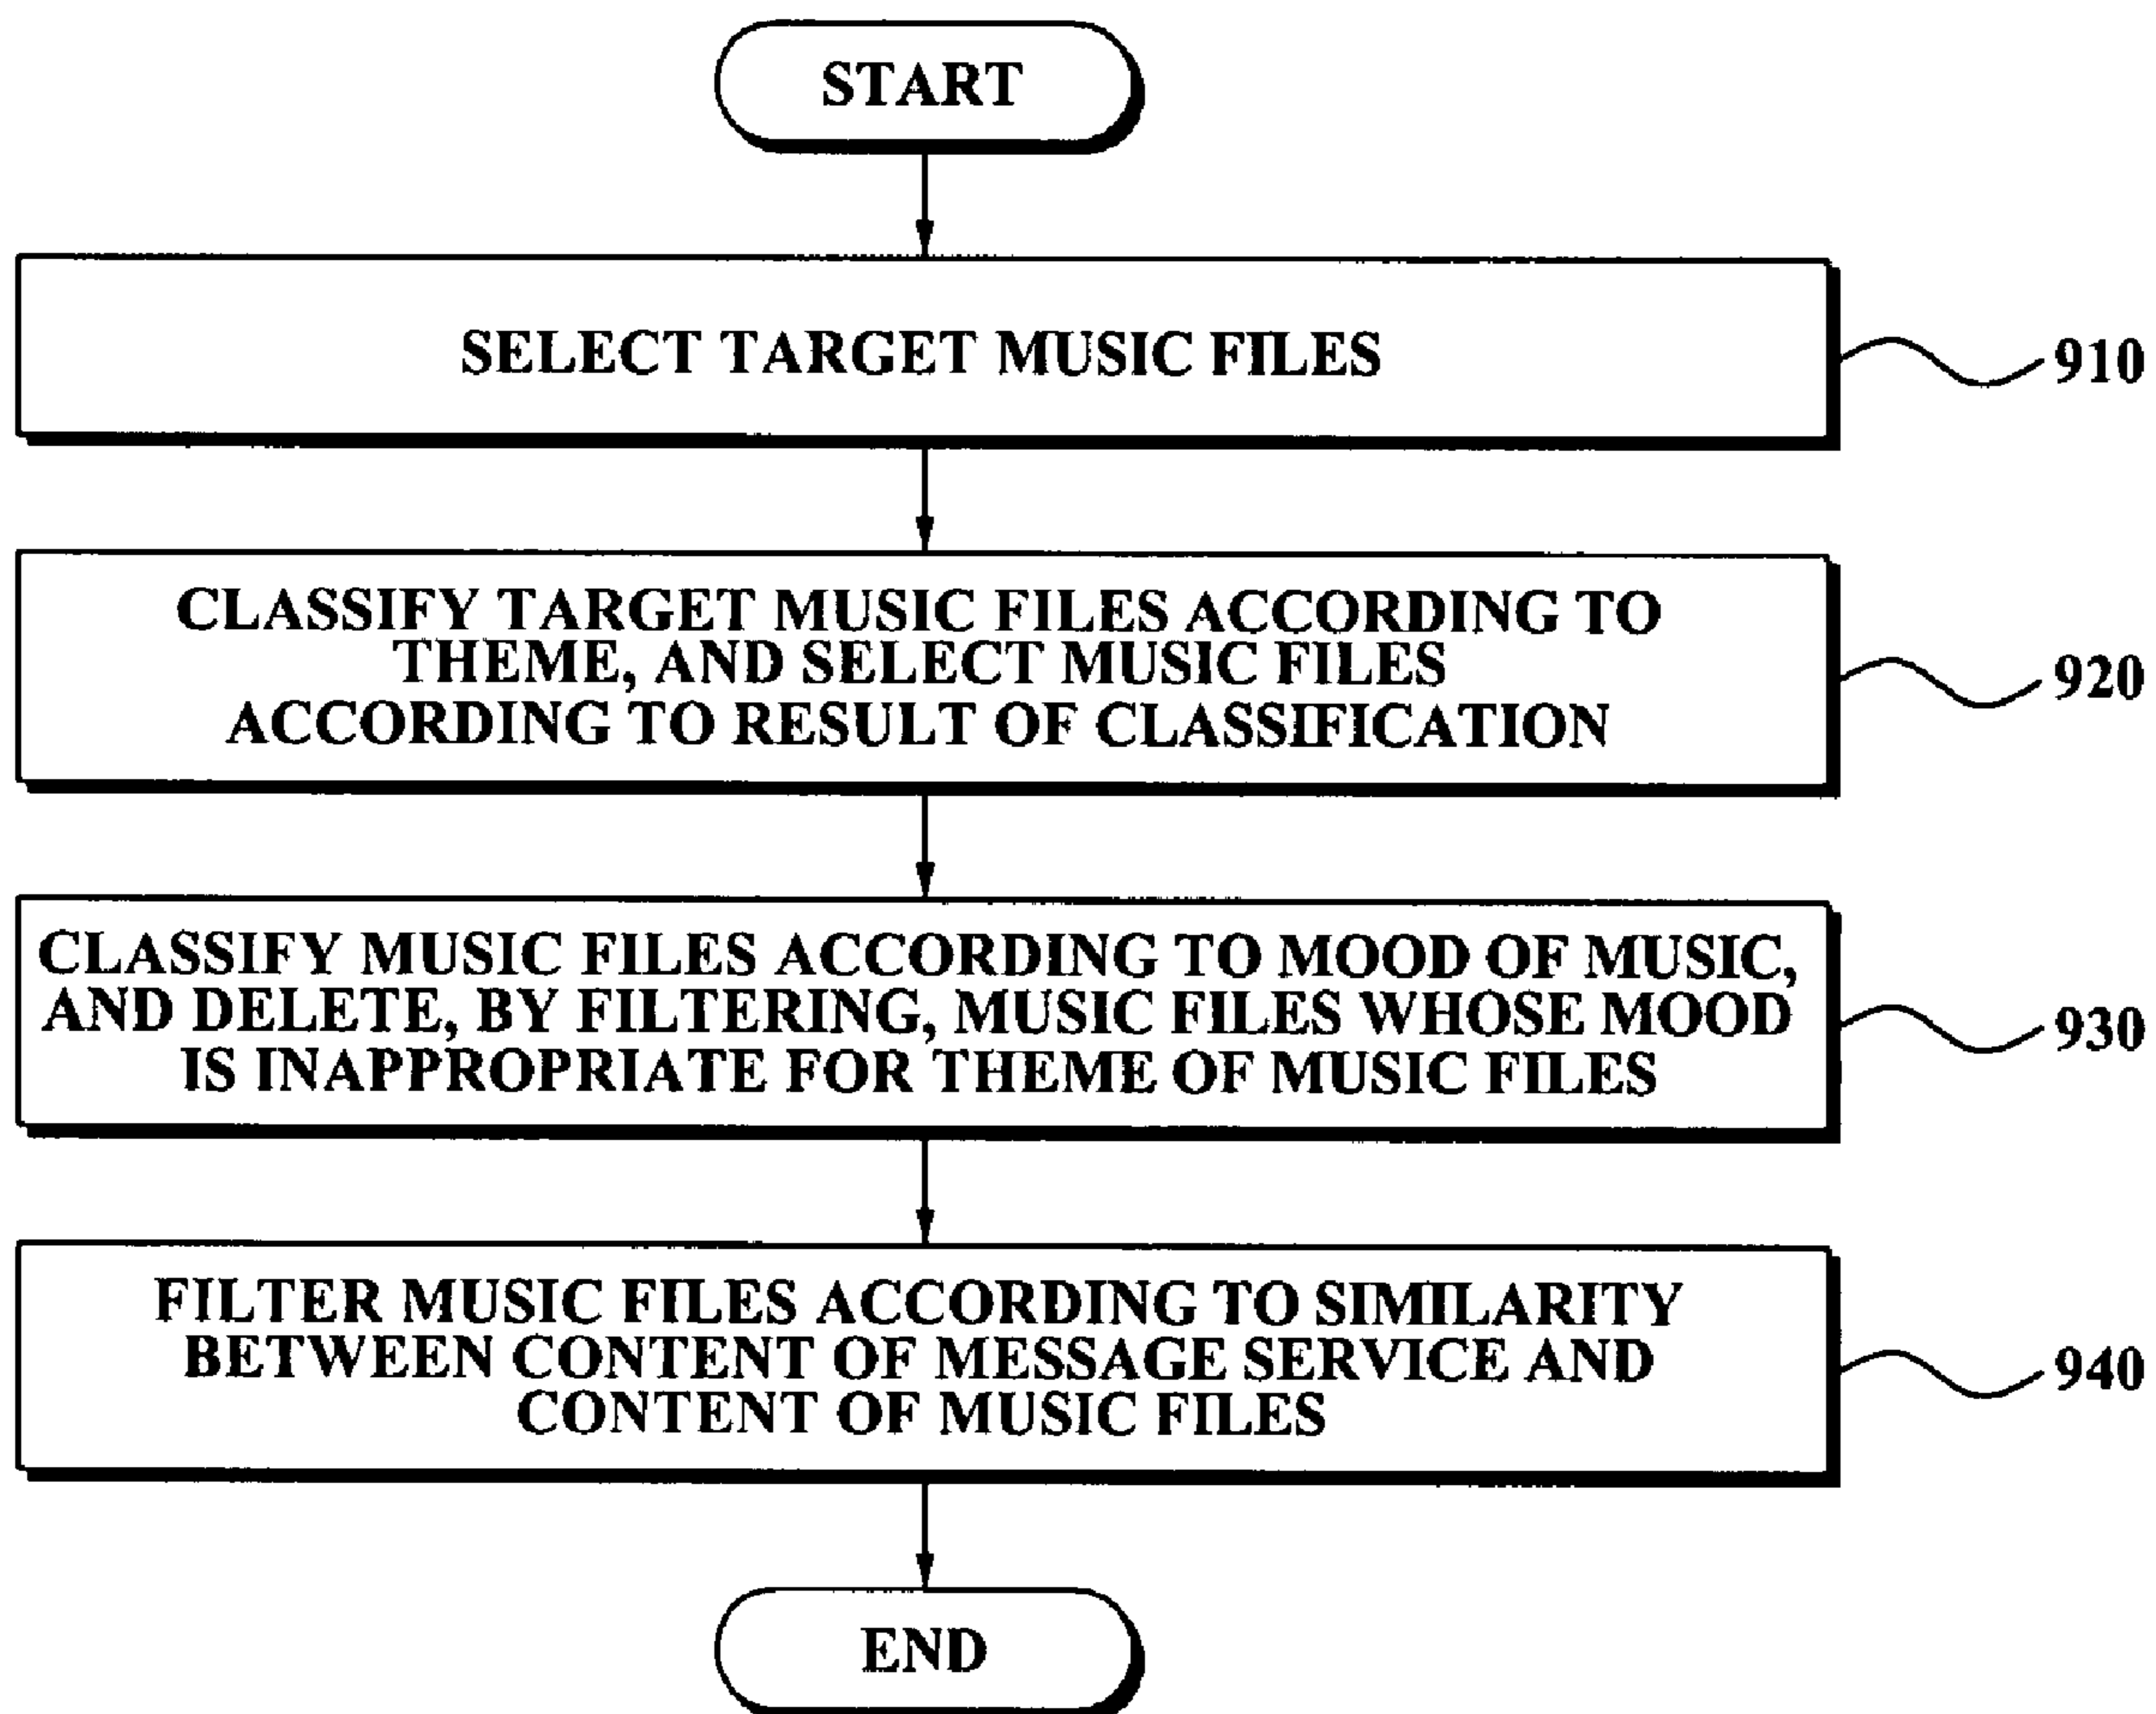 START
SELECT TARGET MUSIC FILES
910
CLASSIFY TARGET MUSIC FILES ACCORDING TO
THEME, AND SELECT MUSIC FILES
ACCORDING TO RESULT OF CLASSIFICATION
920
CLASSIFY MUSIC FILES ACCORDING TO MOOD OF MUSIC,
AND DELETE, BY FILTERING, MUSIC FILES WHOSE MOOD
IS INAPPROPRIATE FOR THEME OF MUSIC FILES
930
FILTER MUSIC FILES ACCORDING TO SIMILARITY
BETWEEN CONTENT OF MESSAGE SERVICE AND
CONTENT OF MUSIC FILES
940
END